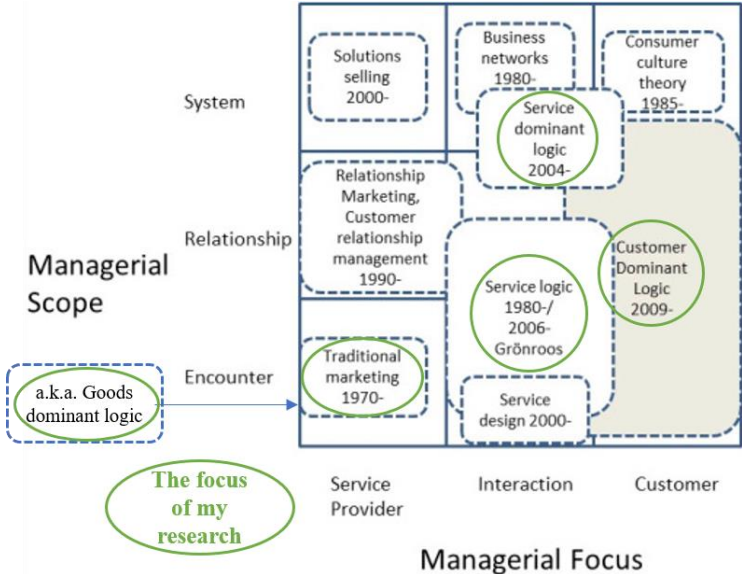 Solutions
selling
2000-
Business
networks
1980-
Consumer
culture
theory
1985-
System
Service
dominant
logic
2004-
Relationship
Marketing,
Customer
relationship
management
1990-
Relationship
Managerial
Scope
Service logic
1980-/
2006-
Grönroos
Customer
Dominant
Logic
2009-
Encounter
Traditional
marketing
1970-
a.k.a. Goods
dominant logic
Service
design 2000-
The focus
of my
research
Service
Provider
Interaction
Customer
Managerial Focus